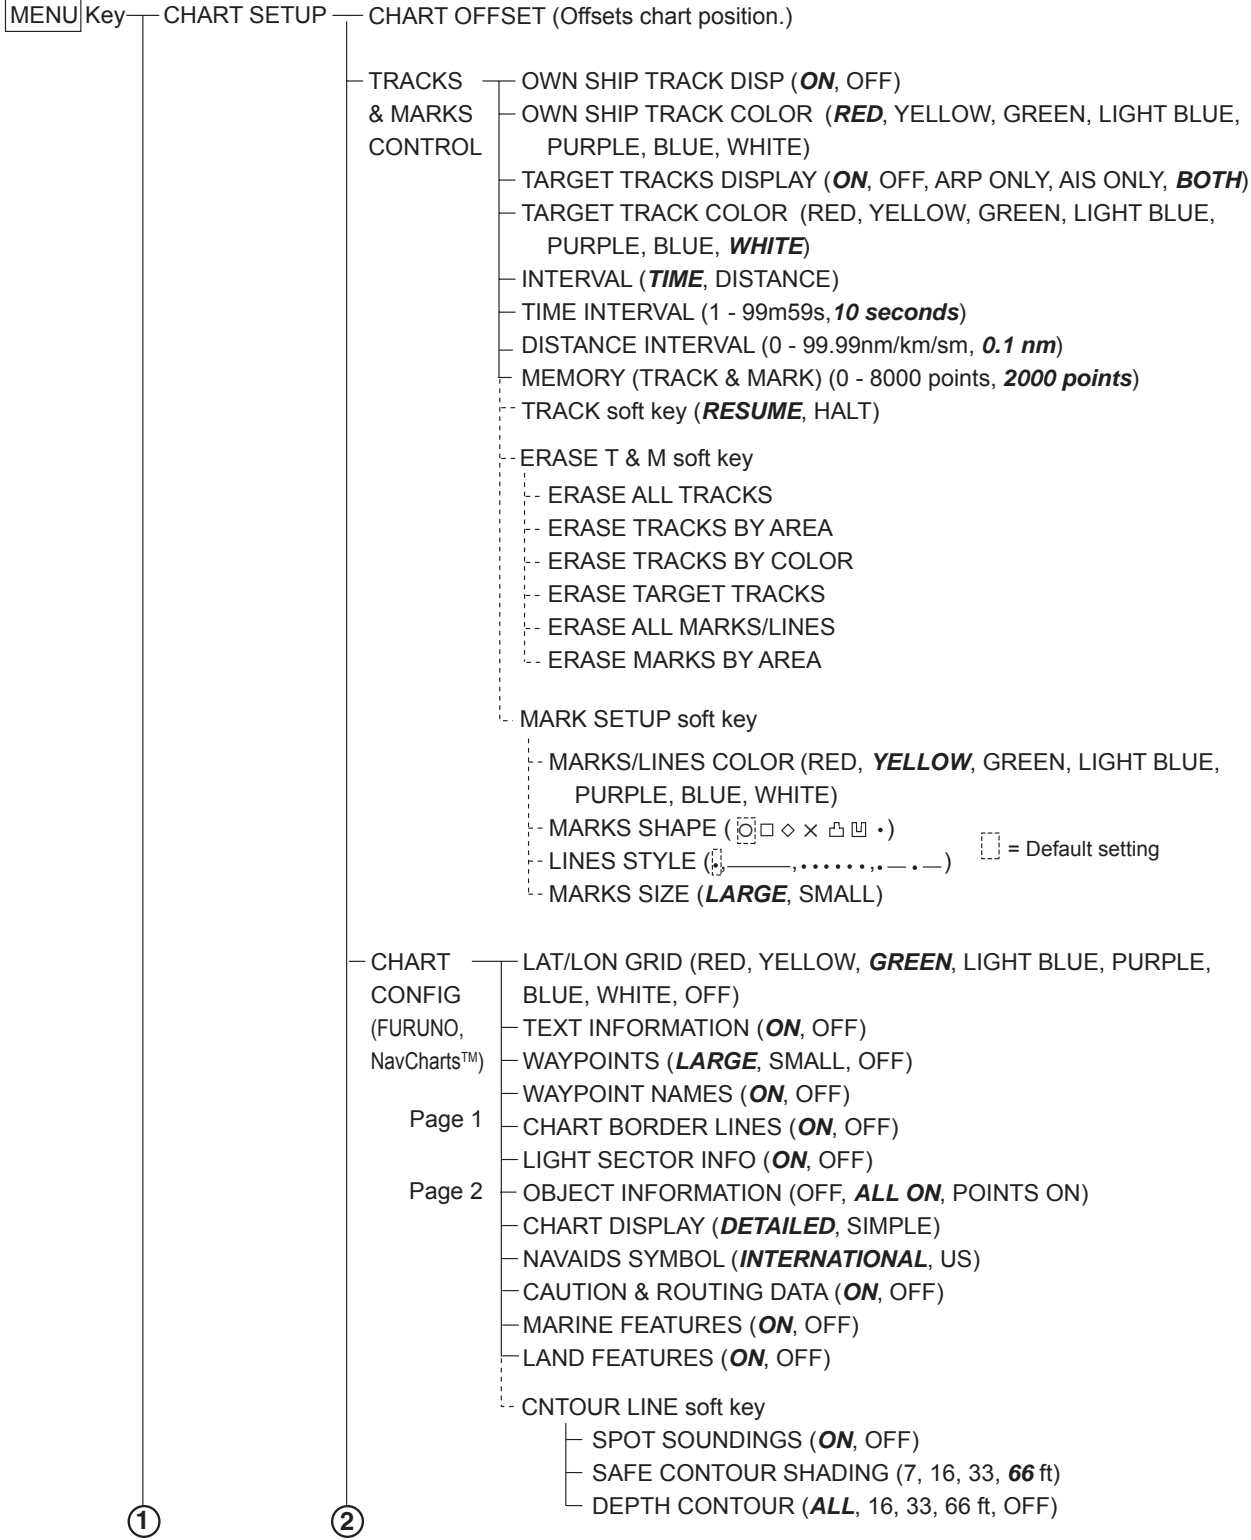 MENU Key CHART SETUP CHART OFFSET (Offsets chart position.)
TRACKS & MARKS CONTROL
OWN SHIP TRACK DISP (ON, OFF)
OWN SHIP TRACK COLOR (RED, YELLOW, GREEN, LIGHT BLUE,
PURPLE, BLUE, WHITE)
TARGET TRACKS DISPLAY (ON, OFF, ARP ONLY, AIS ONLY, BOTH)
TARGET TRACK COLOR (RED, YELLOW, GREEN, LIGHT BLUE,
PURPLE, BLUE, WHITE)
INTERVAL (TIME, DISTANCE)
TIME INTERVAL (1 - 99m59s,10 seconds)
DISTANCE INTERVAL (0 - 99.99nm/km/sm, 0.1 nm)
MEMORY (TRACK & MARK) (0 - 8000 points, 2000 points)
TRACK soft key (RESUME, HALT)
ERASE T & M soft key
ERASE ALL TRACKS
ERASE TRACKS BY AREA
ERASE TRACKS BY COLOR
ERASE TARGET TRACKS
ERASE ALL MARKS/LINES
ERASE MARKS BY AREA
MARK SETUP soft key
MARKS/LINES COLOR (RED, YELLOW, GREEN, LIGHT BLUE,
PURPLE, BLUE, WHITE)
MARKS SHAPE ( ○ □ ◇ × 凸 凹 • )
LINES STYLE (•, ———, • • • • • •, • — • —)
= Default setting
MARKS SIZE (LARGE, SMALL)
CHART CONFIG (FURUNO, NavCharts™)
LAT/LON GRID (RED, YELLOW, GREEN, LIGHT BLUE, PURPLE,
BLUE, WHITE, OFF)
TEXT INFORMATION (ON, OFF)
WAYPOINTS (LARGE, SMALL, OFF)
WAYPOINT NAMES (ON, OFF)
Page 1
CHART BORDER LINES (ON, OFF)
LIGHT SECTOR INFO (ON, OFF)
Page 2
OBJECT INFORMATION (OFF, ALL ON, POINTS ON)
CHART DISPLAY (DETAILED, SIMPLE)
NAVAIDS SYMBOL (INTERNATIONAL, US)
CAUTION & ROUTING DATA (ON, OFF)
MARINE FEATURES (ON, OFF)
LAND FEATURES (ON, OFF)
CNTOUR LINE soft key
SPOT SOUNDINGS (ON, OFF)
SAFE CONTOUR SHADING (7, 16, 33, 66 ft)
DEPTH CONTOUR (ALL, 16, 33, 66 ft, OFF)
1 2